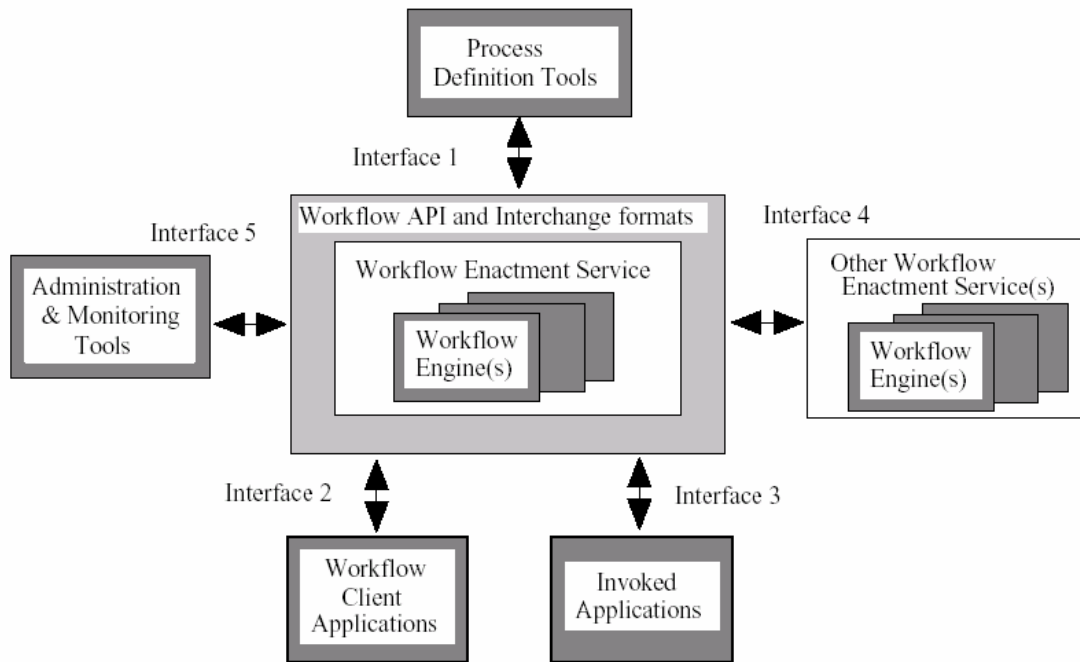 Process
Definition Tools
Interface 1
Workflow API and Interchange formats
Interface 4
Interface 5
Workflow Enactment Service
Other Workflow
Enactment Service(s)
Administration
& Monitoring
Tools
Workflow
Engine(s)
Workflow
Engine(s)
Interface 2
Interface 3
Workflow
Client
Applications
Invoked
Applications